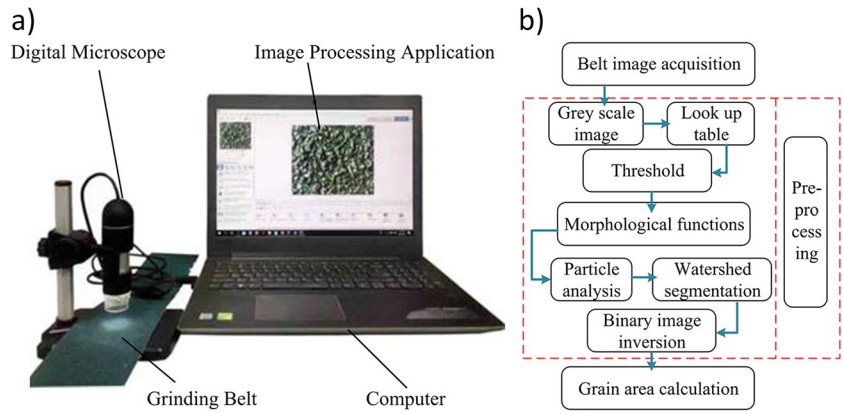 a)
Digital Microscope
Image Processing Application
Grinding Belt
Computer
b)
Belt image acquisition
Grey scale
image
Look up
table
Threshold
Morphological functions
Particle
analysis
Watershed
segmentation
Binary image
inversion
Grain area calculation
Pre-
pro
cess
ing